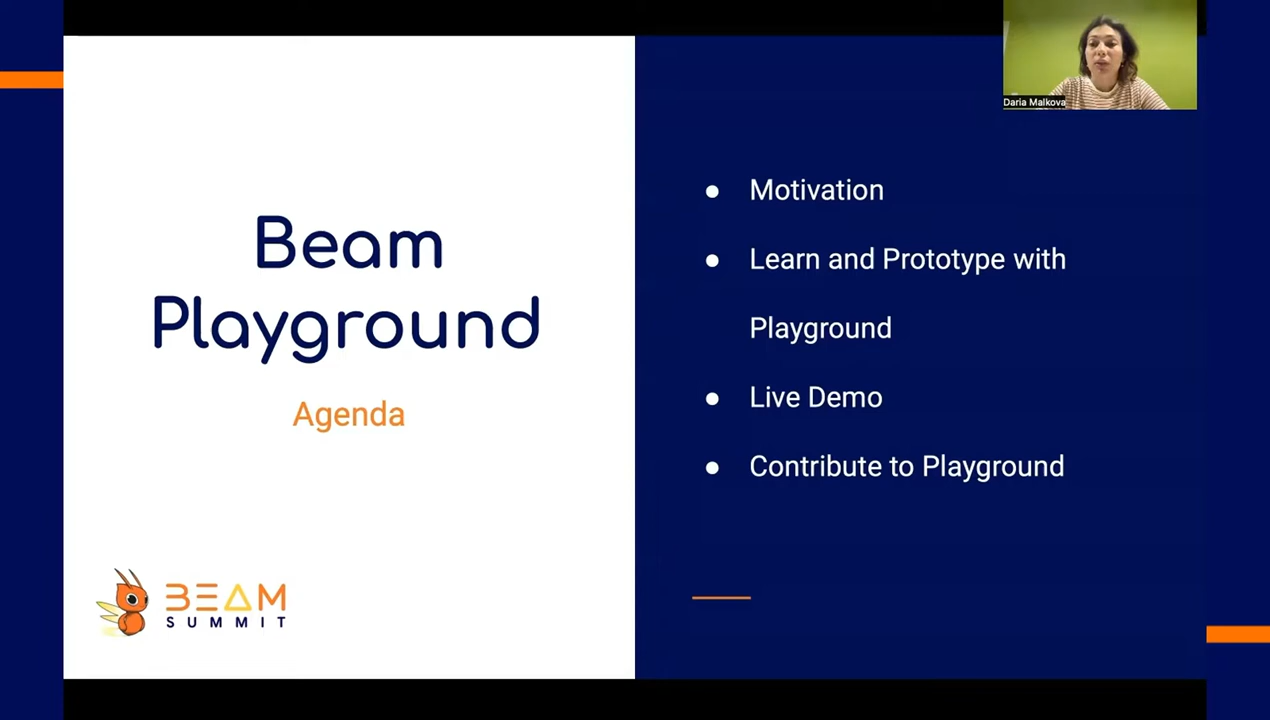 Beam
Playground
Agenda
BEAM
SUMMIT
Daria Malkova
● Motivation
● Learn and Prototype with
Playground
● Live Demo
● Contribute to Playground